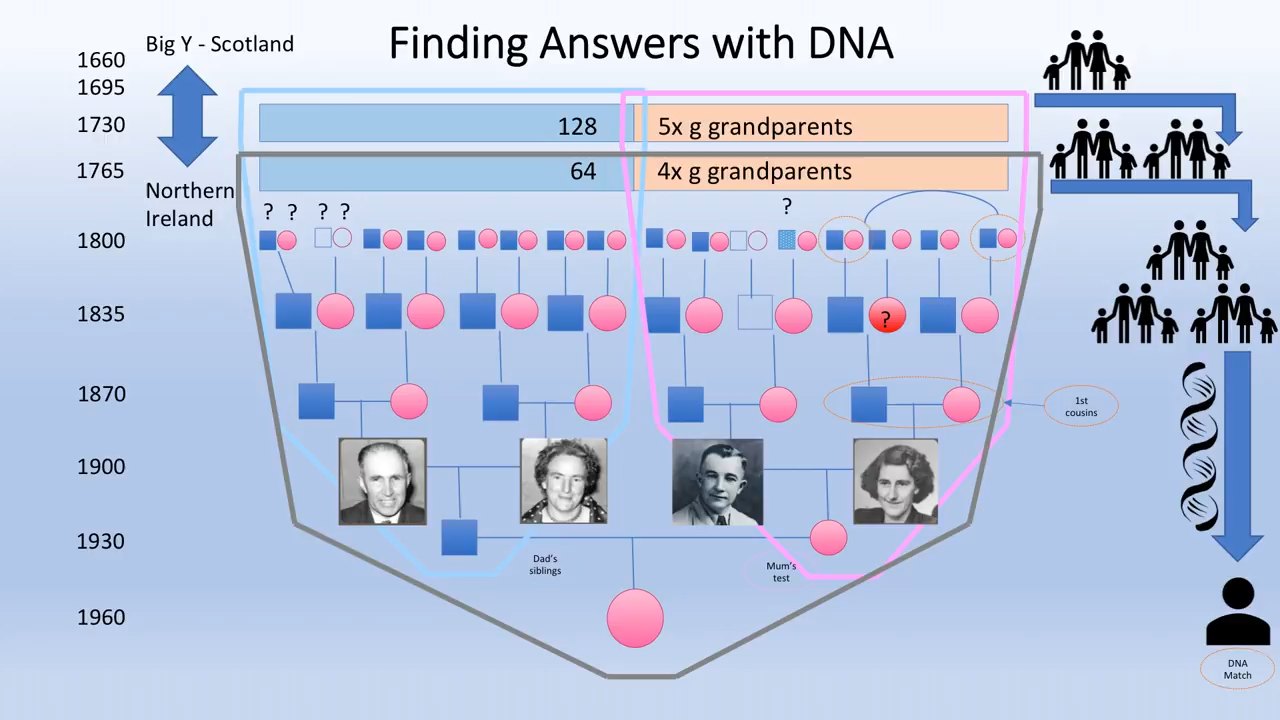 Finding Answers with DNA
Big Y - Scotland
1660
1695
1730
128
5x g grandparents
1765
64
4x g grandparents
Northern
Ireland
? ? ? ?
?
1800
1835
?
1870
1st
cousins
1900
1930
Dad's
siblings
Mum's
test
1960
DNA
Match